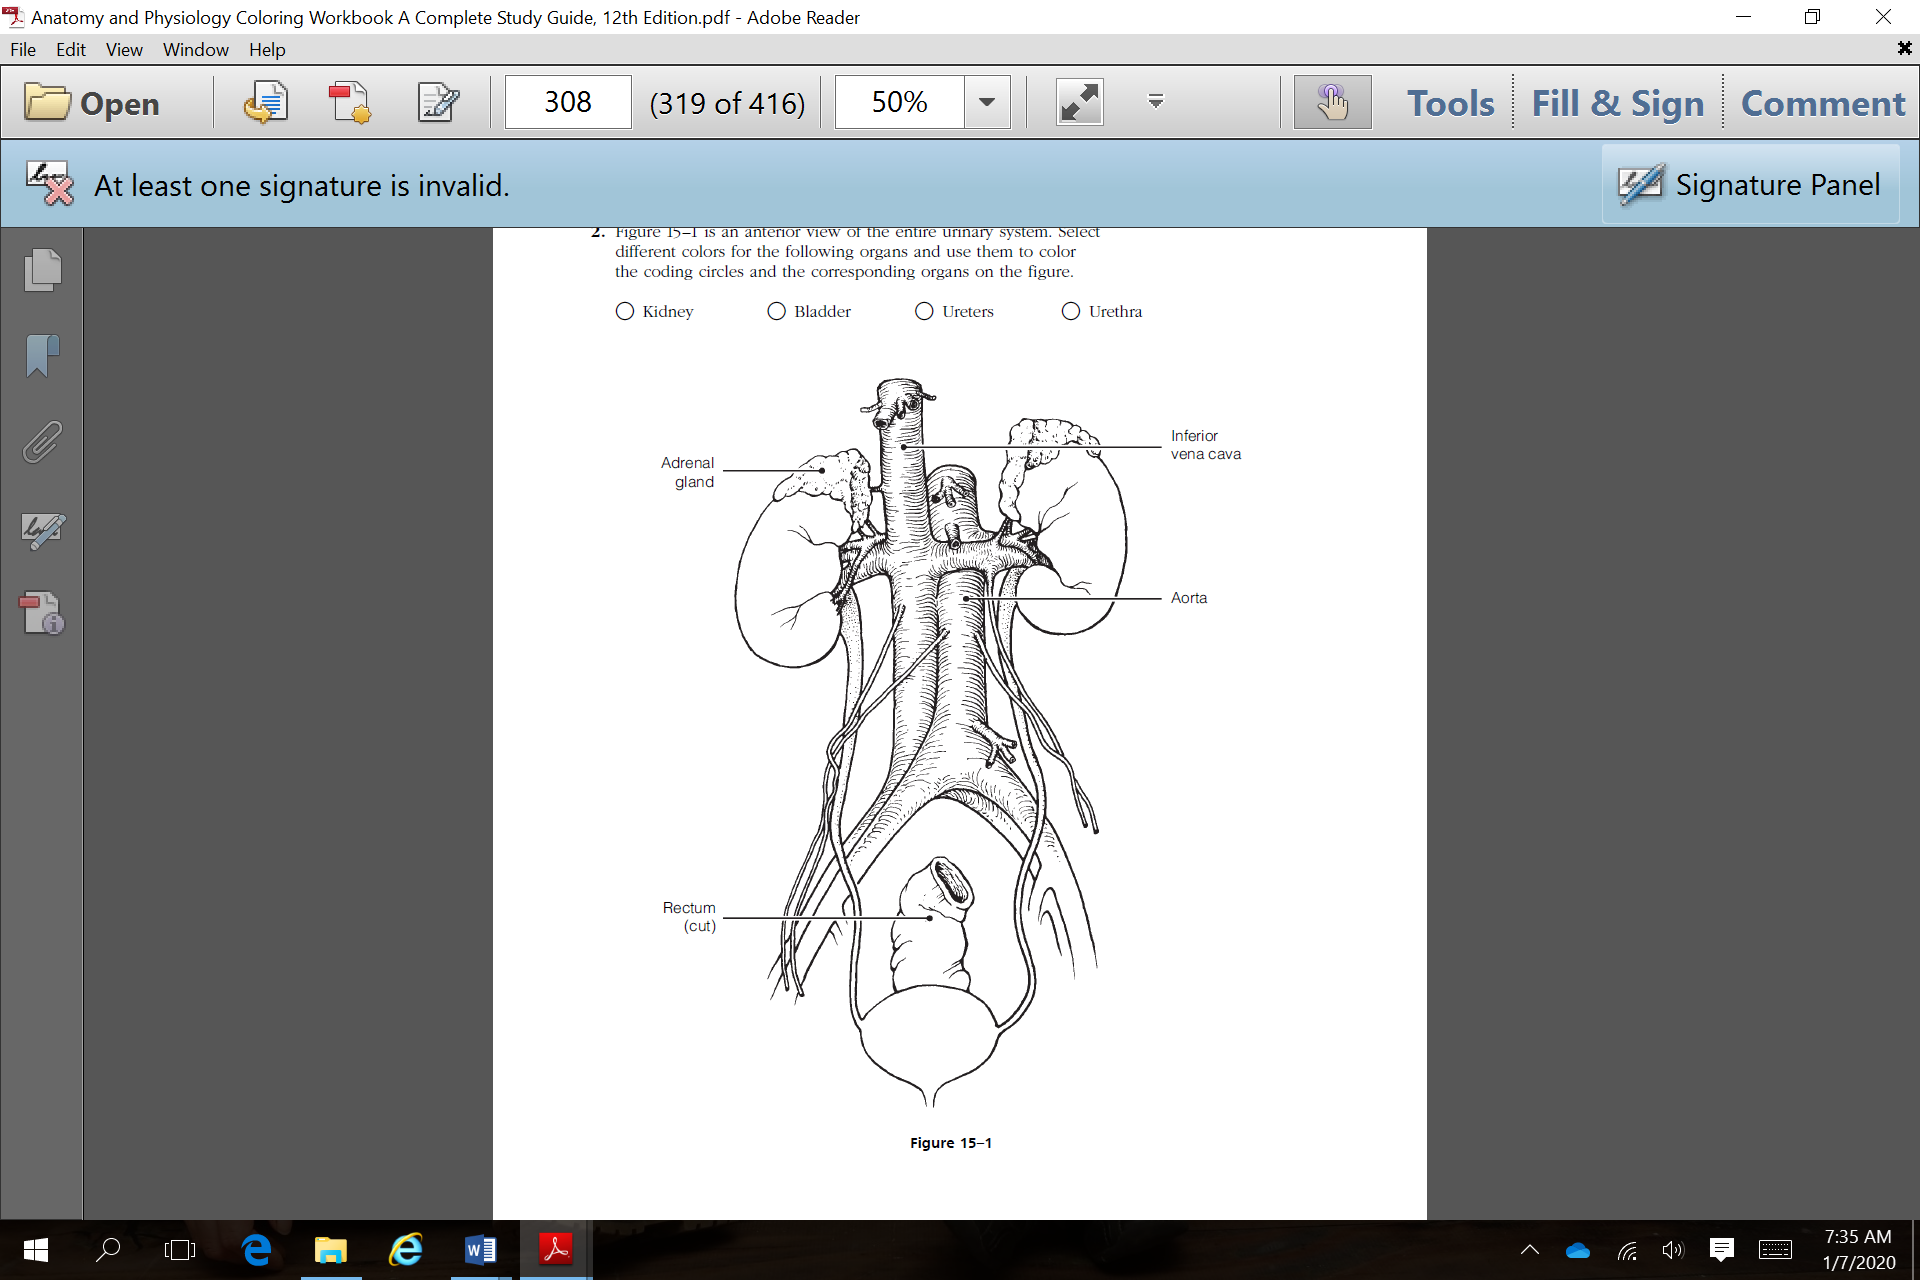 Anatomy and Physiology Coloring Workbook A Complete Study Guide, 12th Edition.pdf - Adobe Reader
File Edit View Window Help
Open 308 (319 of 416) 50% Tools Fill & Sign Comment
At least one signature is invalid. Signature Panel
2. Figure 15–1 is an anterior view of the entire urinary system. Select
different colors for the following organs and use them to color
the coding circles and the corresponding organs on the figure.
Kidney Bladder Ureters Urethra
Inferior
vena cava
Adrenal
gland
Aorta
Rectum
(cut)
Figure 15–1
7:35 AM
1/7/2020